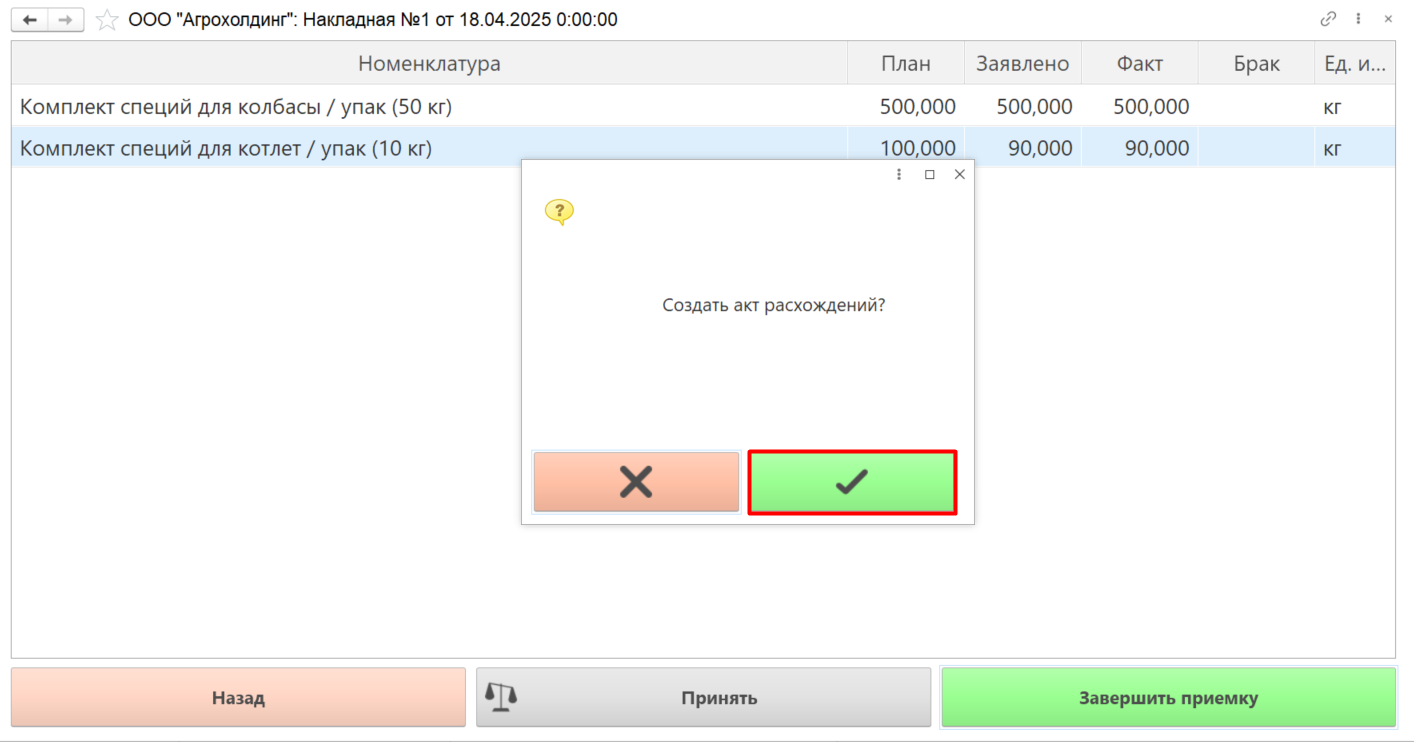 ООО "Агрохолдинг": Накладная №1 от 18.04.2025 0:00:00
Номенклатура План Заявлено Факт Брак Ед. и...
Комплект специй для колбасы / упак (50 кг) 500,000 500,000 500,000 кг
Комплект специй для котлет / упак (10 кг) 100,000 90,000 90,000 кг
?
Создать акт расхождений?
Назад Принять Завершить приемку